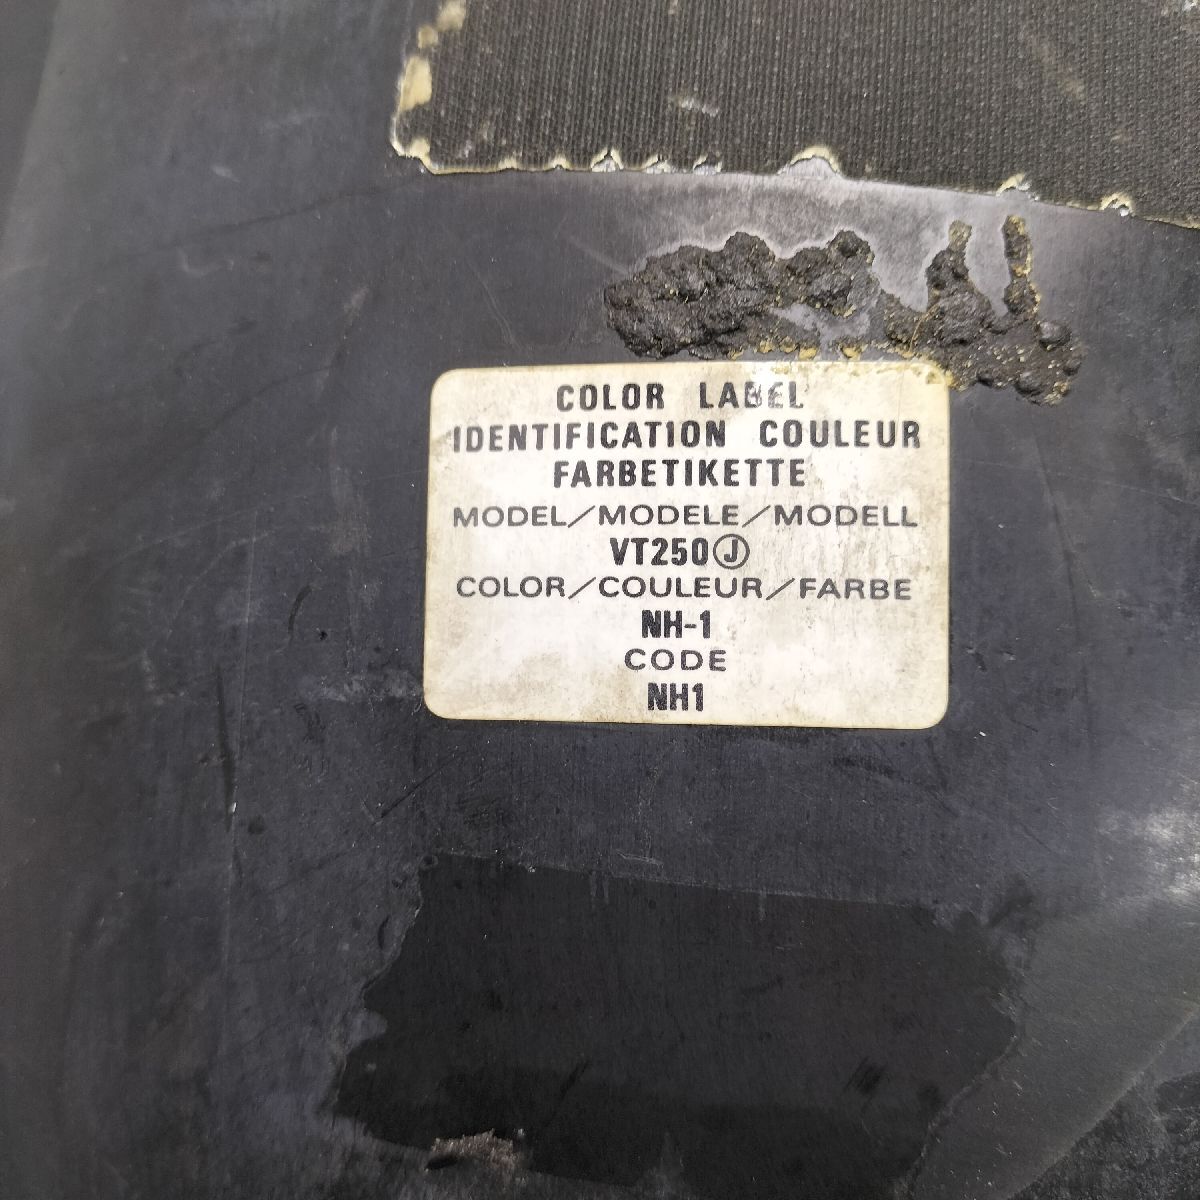 COLOR LABEL
IDENTIFICATION COULEUR
FARBETIKETTE
MODEL/MODELE/MODELL
VT250Ⓙ
COLOR/COULEUR/FARBE
NH-1
CODE
NH1